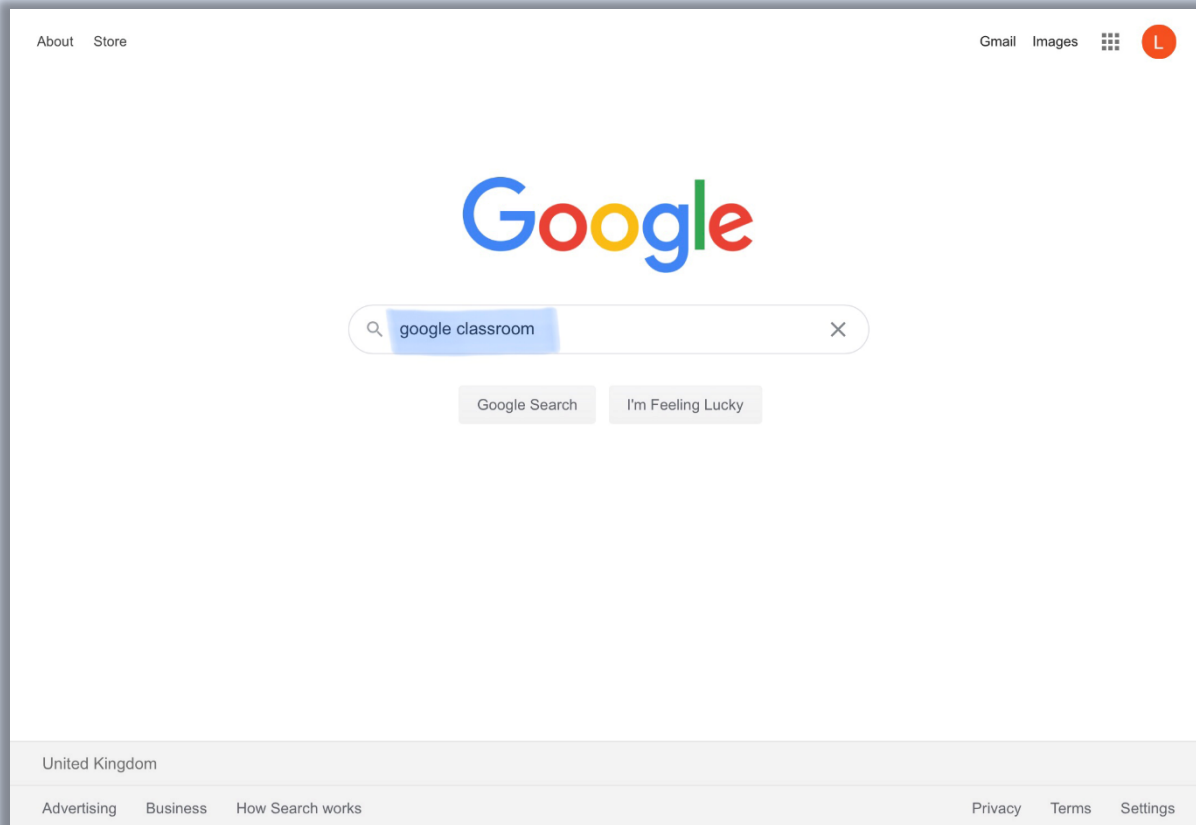 About Store Gmail Images L
Google
google classroom
Google Search I'm Feeling Lucky
United Kingdom
Advertising Business How Search works Privacy Terms Settings